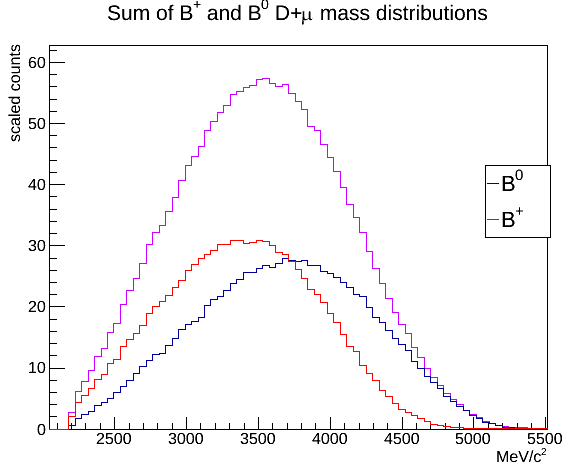 Sum of B⁺ and B⁰ D+μ mass distributions
scaled counts
60
50
40
30
20
10
0
B⁰
B⁺
2500 3000 3500 4000 4500 5000 5500
MeV/c²